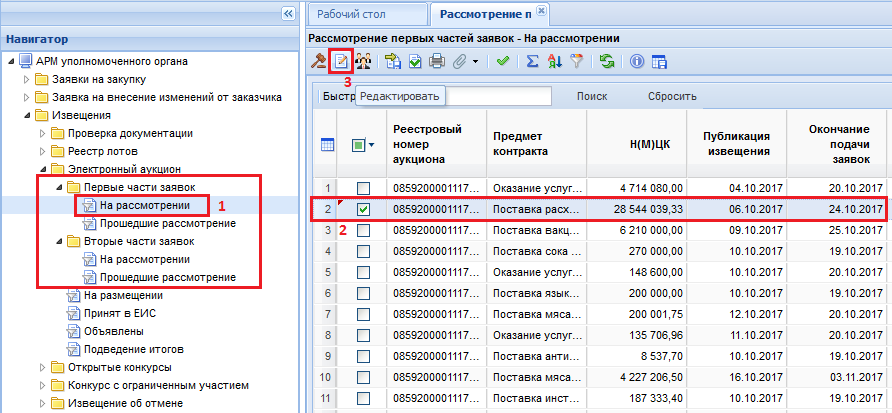 Рабочий стол
Рассмотрение п
Навигатор
Рассмотрение первых частей заявок - На рассмотрении
АРМ уполномоченного органа
Заявки на закупку
Заявка на внесение изменений от заказчика
Извещения
Проверка документации
Реестр лотов
Электронный аукцион
Первые части заявок
На рассмотрении
1
Прошедшие рассмотрение
Вторые части заявок
На рассмотрении
Прошедшие рассмотрение
На размещении
Принят в ЕИС
Объявлены
Подведение итогов
Открытые конкурсы
Конкурс с ограниченным участием
Извещение об отмене
3
Быстр
Редактировать
Поиск
Сбросить
Реестровый номер аукциона
Предмет контракта
Н(М)ЦК
Публикация извещения
Окончание подачи заявок
1 0859200001117... Оказание услуг... 4 714 080,00 04.10.2017 20.10.2017
2 0859200001117... Поставка расх... 28 544 039,33 06.10.2017 24.10.2017
3 2 0859200001117... Поставка вакц... 6 210 000,00 09.10.2017 25.10.2017
4 0859200001117... Поставка сока ... 270 000,00 10.10.2017 19.10.2017
5 0859200001117... Оказание услуг... 148 600,00 10.10.2017 20.10.2017
6 0859200001117... Поставка язык... 200 000,00 10.10.2017 19.10.2017
7 0859200001117... Поставка мяса... 200 001,75 12.10.2017 20.10.2017
8 0859200001117... Оказание услуг... 135 706,96 11.10.2017 20.10.2017
9 0859200001117... Поставка анти... 8 537,70 10.10.2017 19.10.2017
10 0859200001117... Поставка мяса... 4 227 206,50 16.10.2017 03.11.2017
11 0859200001117... Поставка инст... 187 333,40 10.10.2017 19.10.2017